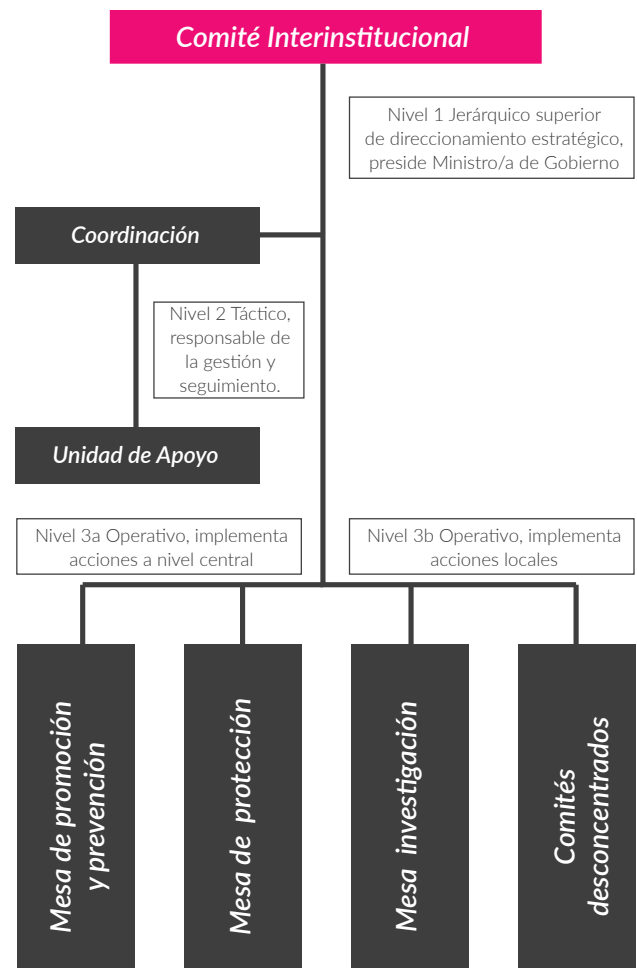 Comité Interinstitucional
Nivel 1 Jerárquico superior
de direccionamiento estratégico,
preside Ministro/a de Gobierno
Coordinación
Nivel 2 Táctico,
responsable de
la gestión y
seguimiento.
Unidad de Apoyo
Nivel 3a Operativo, implementa
acciones a nivel central
Nivel 3b Operativo, implementa
acciones locales
Mesa de promoción
y prevención
Mesa de protección
Mesa investigación
Comités
desconcentrados